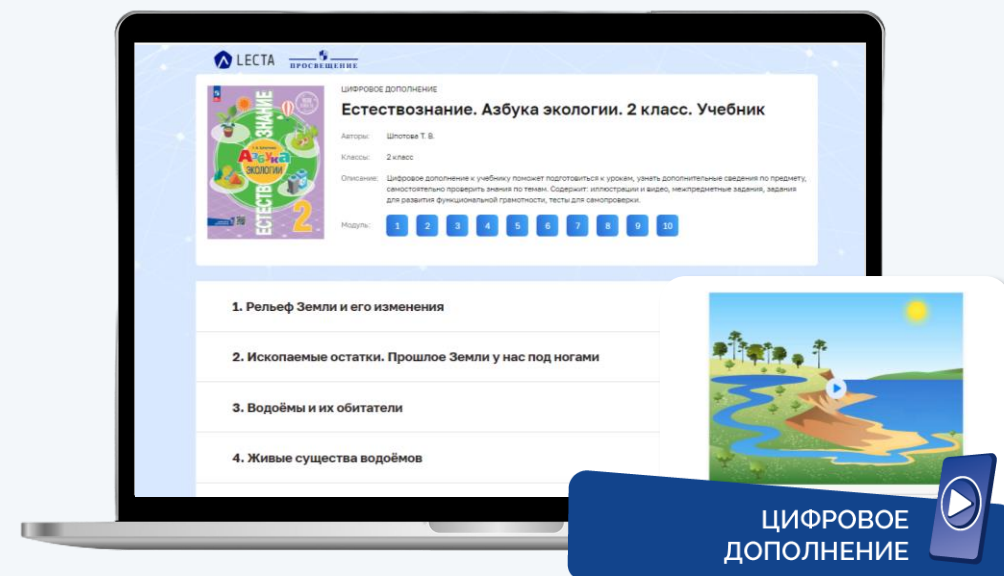 LECTA ПРОСВЕЩЕНИЕ
ЦИФРОВОЕ ДОПОЛНЕНИЕ
Естествознание. Азбука экологии. 2 класс. Учебник
Авторы: Шпотова Т. В.
Классы: 2 класс
Описание: Цифровое дополнение к учебнику поможет подготовиться к урокам, узнать дополнительные сведения по предмету,
самостоятельно проверить знания по темам. Содержит: иллюстрации и видео, межпредметные задания, задания
для развития функциональной грамотности, тесты для самопроверки.
Модуль: 1 2 3 4 5 6 7 8 9 10
ЕСТЕСТВОЗНАНИЕ
Азбука
ЭКОЛОГИИ
2
1. Рельеф Земли и его изменения
2. Ископаемые остатки. Прошлое Земли у нас под ногами
3. Водоёмы и их обитатели
4. Живые существа водоёмов
ЦИФРОВОЕ
ДОПОЛНЕНИЕ